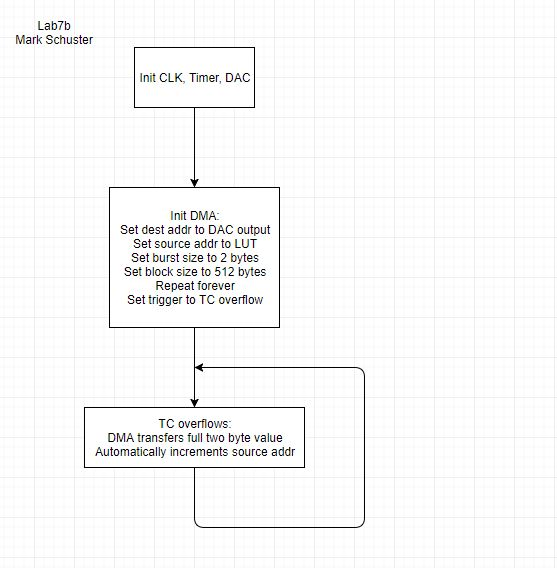 Lab7b
Mark Schuster
Init CLK, Timer, DAC
Init DMA:
Set dest addr to DAC output
Set source addr to LUT
Set burst size to 2 bytes
Set block size to 512 bytes
Repeat forever
Set trigger to TC overflow
TC overflows:
DMA transfers full two byte value
Automatically increments source addr